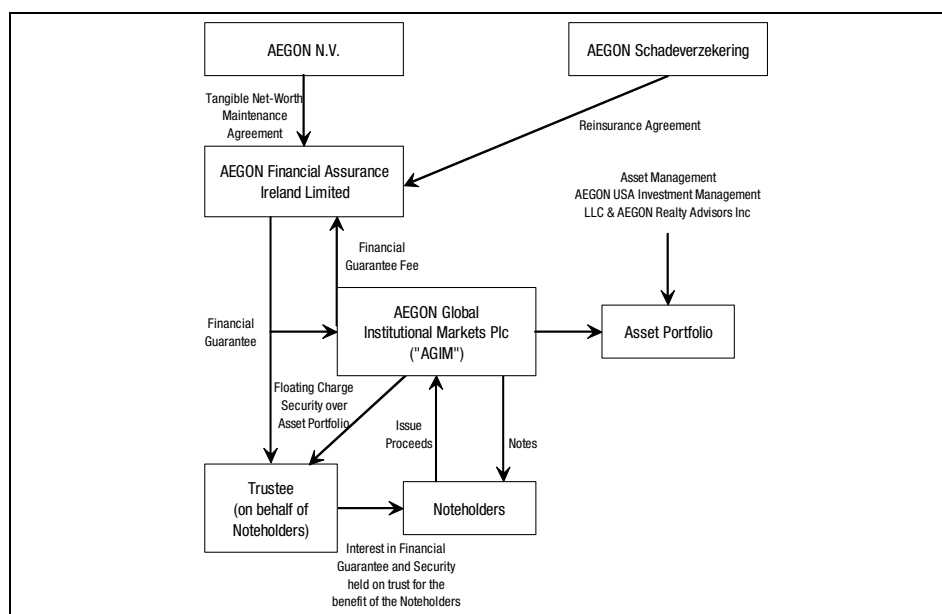 AEGON N.V.
AEGON Schadeverzekering
Tangible Net-Worth
Maintenance
Agreement
Reinsurance Agreement
AEGON Financial Assurance
Ireland Limited
Asset Management
AEGON USA Investment Management
LLC & AEGON Realty Advisors Inc
Financial
Guarantee Fee
AEGON Global
Institutional Markets Plc
("AGIM")
Asset Portfolio
Financial
Guarantee
Floating Charge
Security over
Asset Portfolio
Issue
Proceeds
Notes
Trustee
(on behalf of
Noteholders)
Noteholders
Interest in Financial
Guarantee and Security
held on trust for the
benefit of the Noteholders